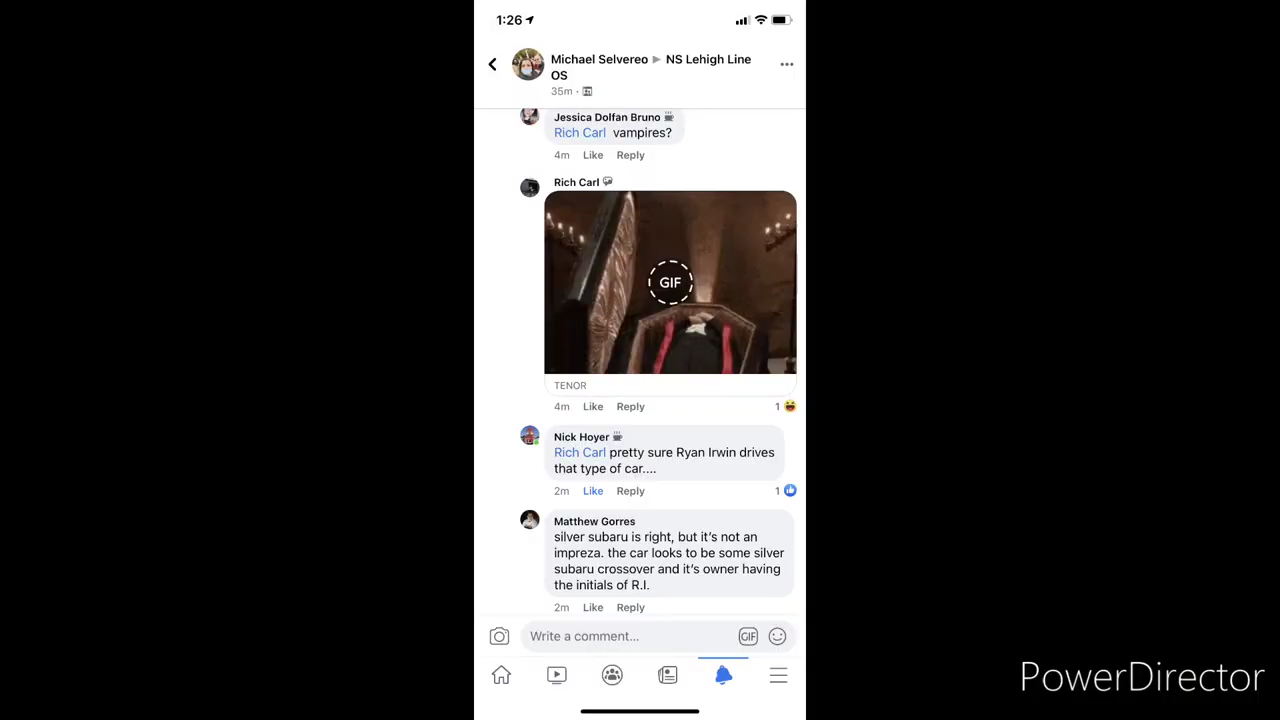 1:26
Michael Selvereo ▶ NS Lehigh Line
OS
35m ·
Jessica Dolfan Bruno
Rich Carl vampires?
4m Like Reply
Rich Carl
GIF
TENOR
4m Like Reply 1
Nick Hoyer
Rich Carl pretty sure Ryan Irwin drives
that type of car....
2m Like Reply 1
Matthew Gorres
silver subaru is right, but it's not an
impreza. the car looks to be some silver
subaru crossover and it's owner having
the initials of R.I.
2m Like Reply
Write a comment... GIF
PowerDirector